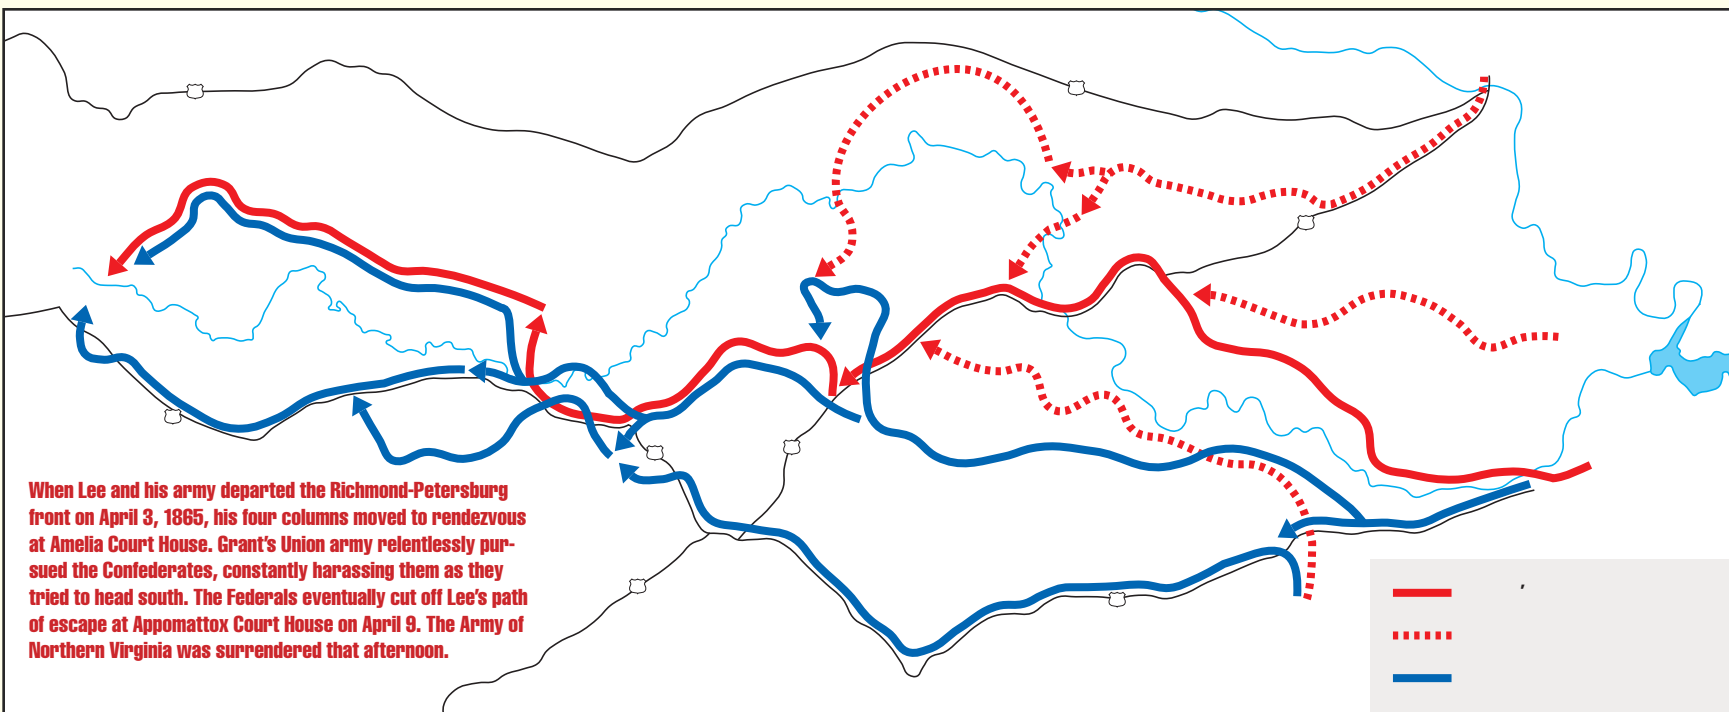 When Lee and his army departed the Richmond-Petersburg
front on April 3, 1865, his four columns moved to rendezvous
at Amelia Court House. Grant's Union army relentlessly pur-
sued the Confederates, constantly harassing them as they
tried to head south. The Federals eventually cut off Lee's path
of escape at Appomattox Court House on April 9. The Army of
Northern Virginia was surrendered that afternoon.